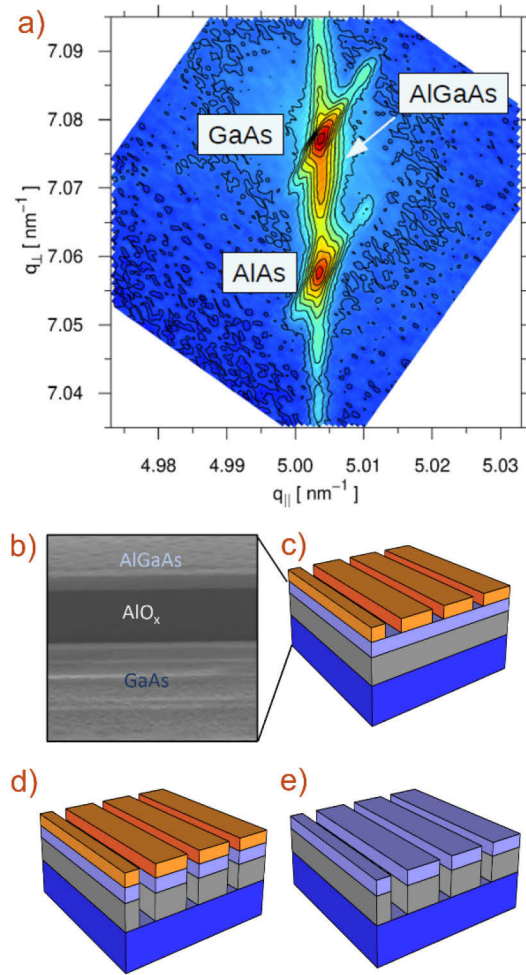 a)
7.09
7.08
7.07
7.06
7.05
7.04
q⊥ [ nm⁻¹ ]
GaAs
AlGaAs
AlAs
4.98 4.99 5.00 5.01 5.02 5.03
q|| [ nm⁻¹ ]
b)
AlGaAs
AlOₓ
GaAs
c)
d)
e)